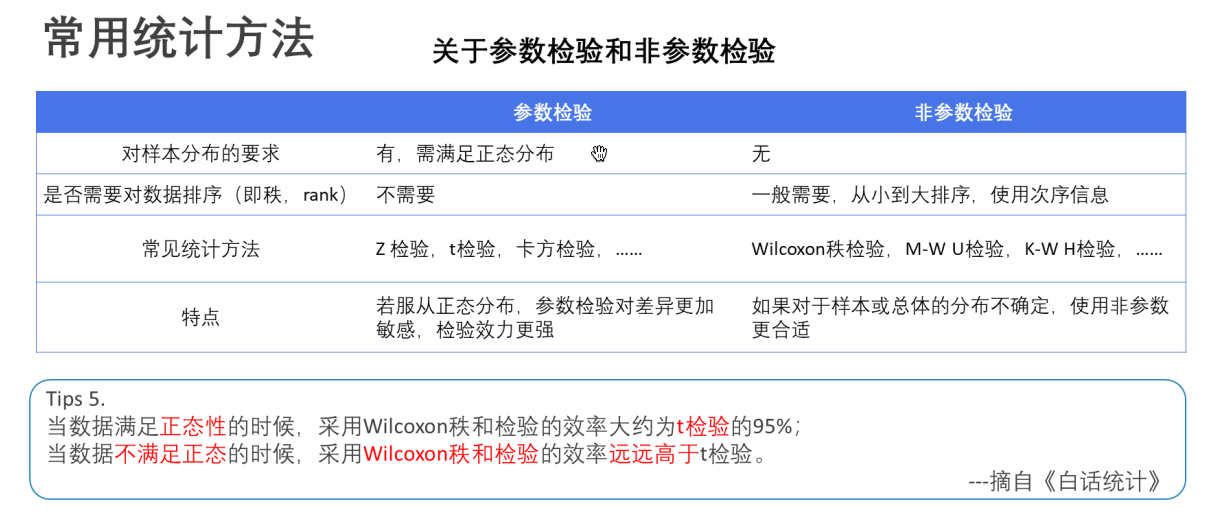 常用统计方法
关于参数检验和非参数检验
参数检验 非参数检验
对样本分布的要求 有，需满足正态分布 无
是否需要对数据排序（即秩，rank） 不需要 一般需要，从小到大排序，使用次序信息
常见统计方法 Z 检验，t检验，卡方检验，...... Wilcoxon秩检验，M-W U检验，K-W H检验，......
特点 若服从正态分布，参数检验对差异更加 如果对于样本或总体的分布不确定，使用非参数
敏感，检验效力更强 更合适
Tips 5.
当数据满足正态性的时候，采用Wilcoxon秩和检验的效率大约为t检验的95%；
当数据不满足正态的时候，采用Wilcoxon秩和检验的效率远远高于t检验。
---摘自《白话统计》